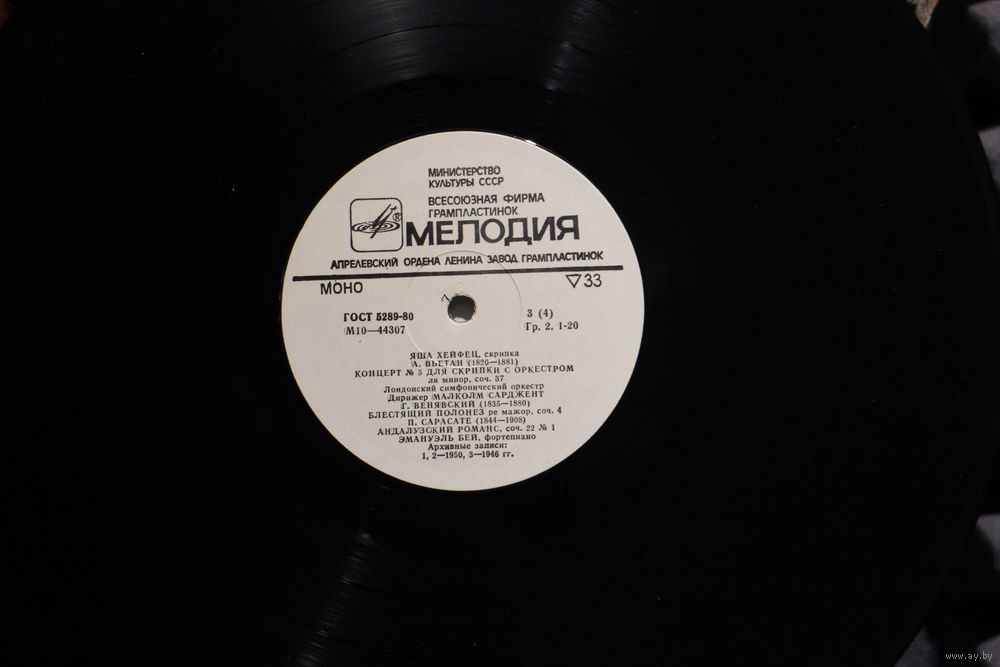 МИНИСТЕРСТВО
КУЛЬТУРЫ СССР
ВСЕСОЮЗНАЯ ФИРМА
ГРАМПЛАСТИНОК
®
МЕЛОДИЯ
АПРЕЛЕВСКИЙ ОРДЕНА ЛЕНИНА ЗАВОД ГРАМПЛАСТИНОК
МОНО ▽33
ГОСТ 5289-80 3 (4)
М10—44307 Гр. 2. 1-20
ЯША ХЕЙФЕЦ, скрипка
А. ВЬЕТАН (1820—1881)
КОНЦЕРТ № 5 ДЛЯ СКРИПКИ С ОРКЕСТРОМ
ля минор, соч. 37
Лондонский симфонический оркестр
Дирижер МАЛКОЛМ САРДЖЕНТ
Г. ВЕНЯВСКИЙ (1835—1880)
БЛЕСТЯЩИЙ ПОЛОНЕЗ ре мажор, соч. 4
П. САРАСАТЕ (1844—1908)
АНДАЛУЗСКИЙ РОМАНС, соч. 22 № 1
ЭМАНУЭЛЬ БЕЙ, фортепиано
Архивные записи:
1, 2—1950, 3—1946 гг.
www.ay.by